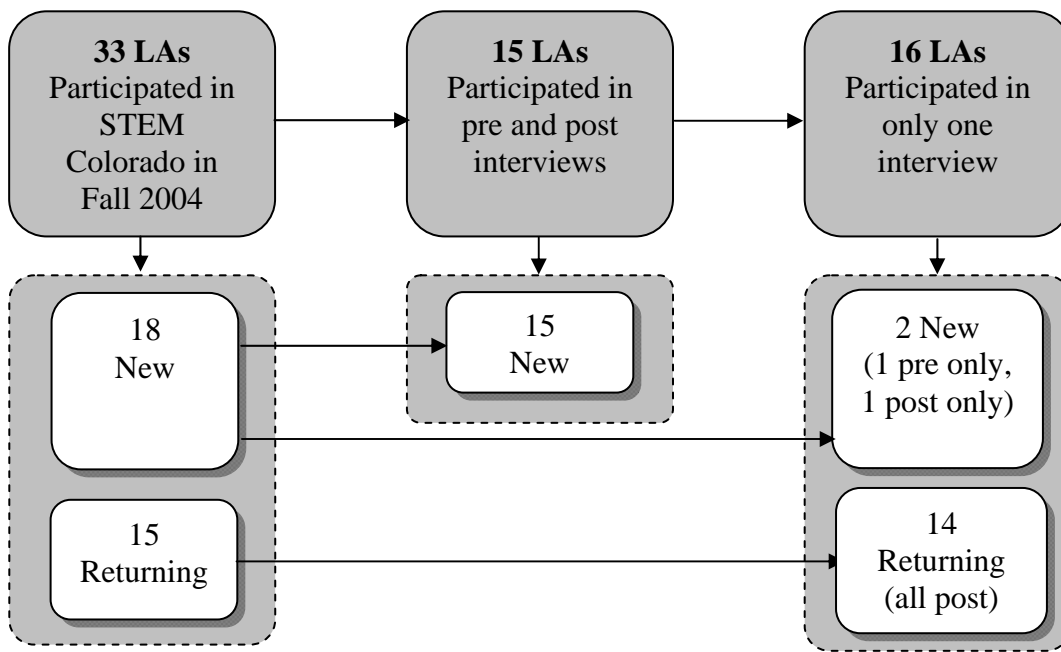 33 LAs
Participated in
STEM
Colorado in
Fall 2004
15 LAs
Participated in
pre and post
interviews
16 LAs
Participated in
only one
interview
18
New
15
New
2 New
(1 pre only,
1 post only)
15
Returning
14
Returning
(all post)